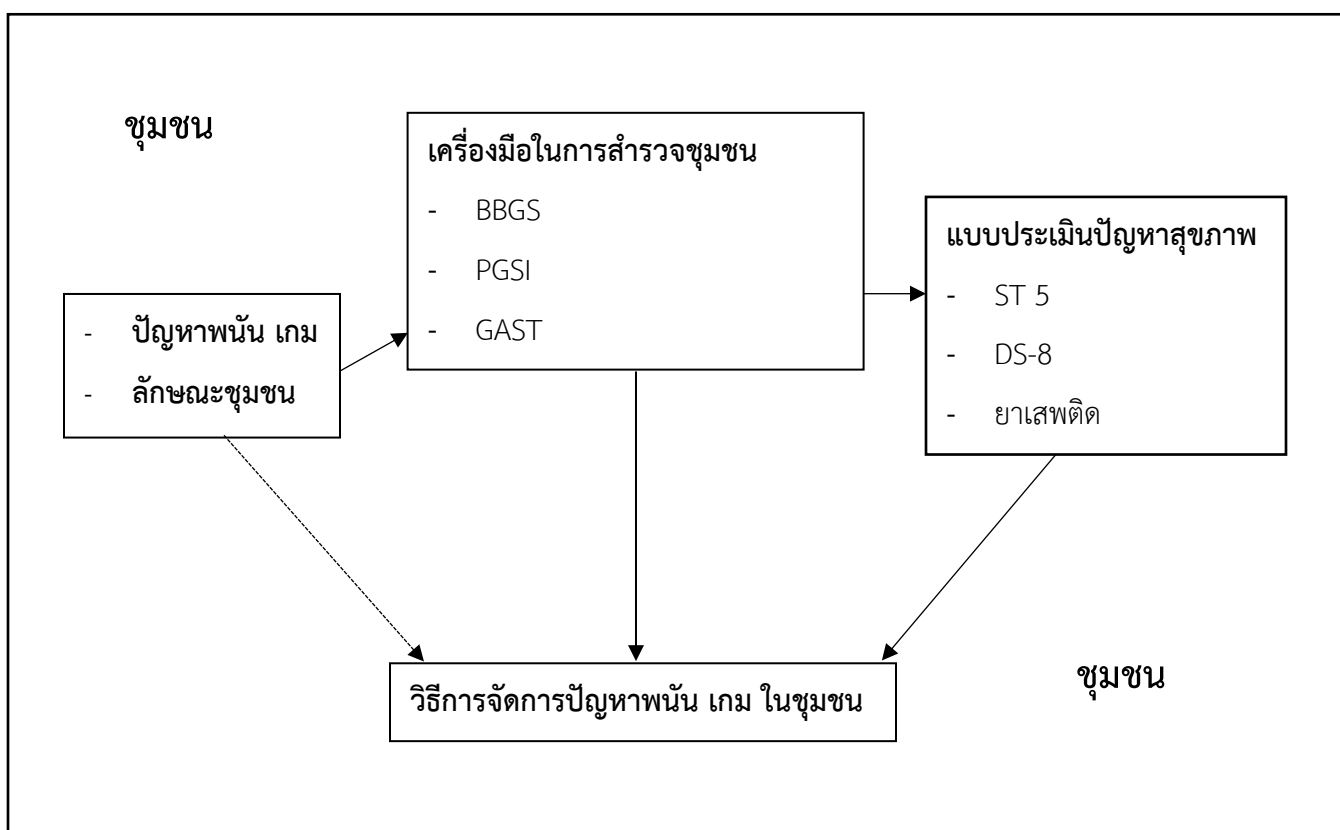 ชุมชน
เครื่องมือในการสำรวจชุมชน
- BBGS
- PGSI
- GAST
แบบประเมินปัญหาสุขภาพ
- ST 5
- DS-8
- ยาเสพติด
- ปัญหาพนัน เกม
- ลักษณะชุมชน
วิธีการจัดการปัญหาพนัน เกม ในชุมชน
ชุมชน